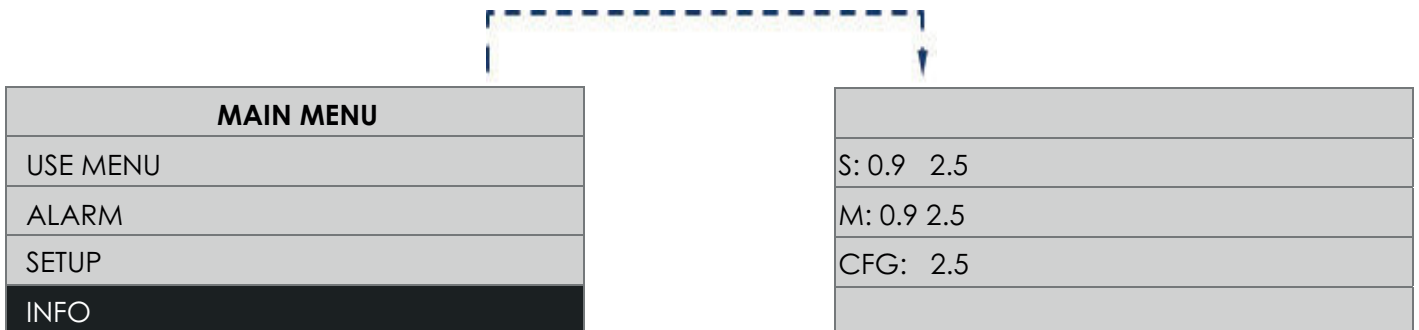 MAIN MENU
USE MENU
ALARM
SETUP
INFO
S: 0.9 2.5
M: 0.9 2.5
CFG: 2.5